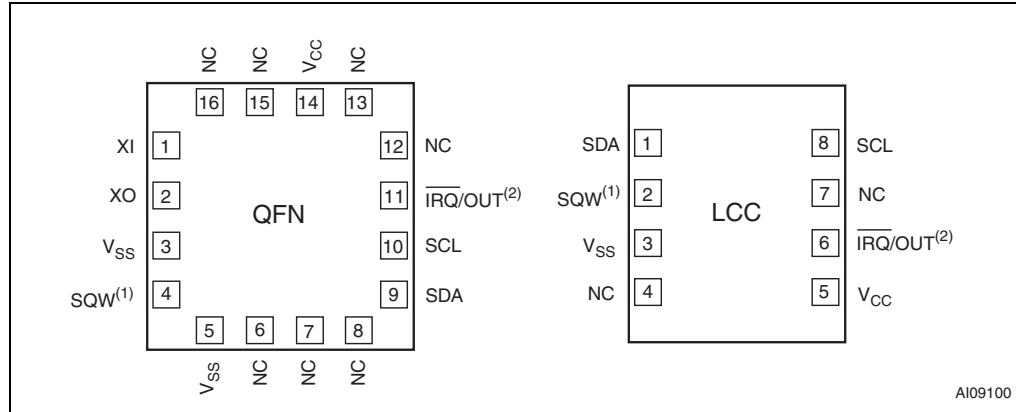 NC NC VCC NC
16 15 14 13
XI 1 12 NC
XO 2 11 IRQ/OUT(2)
QFN
VSS 3 10 SCL
SQW(1) 4 9 SDA
5 6 7 8
VSS NC NC NC
SDA 1 8 SCL
SQW(1) 2 7 NC
LCC
VSS 3 6 IRQ/OUT(2)
NC 4 5 VCC
AI09100